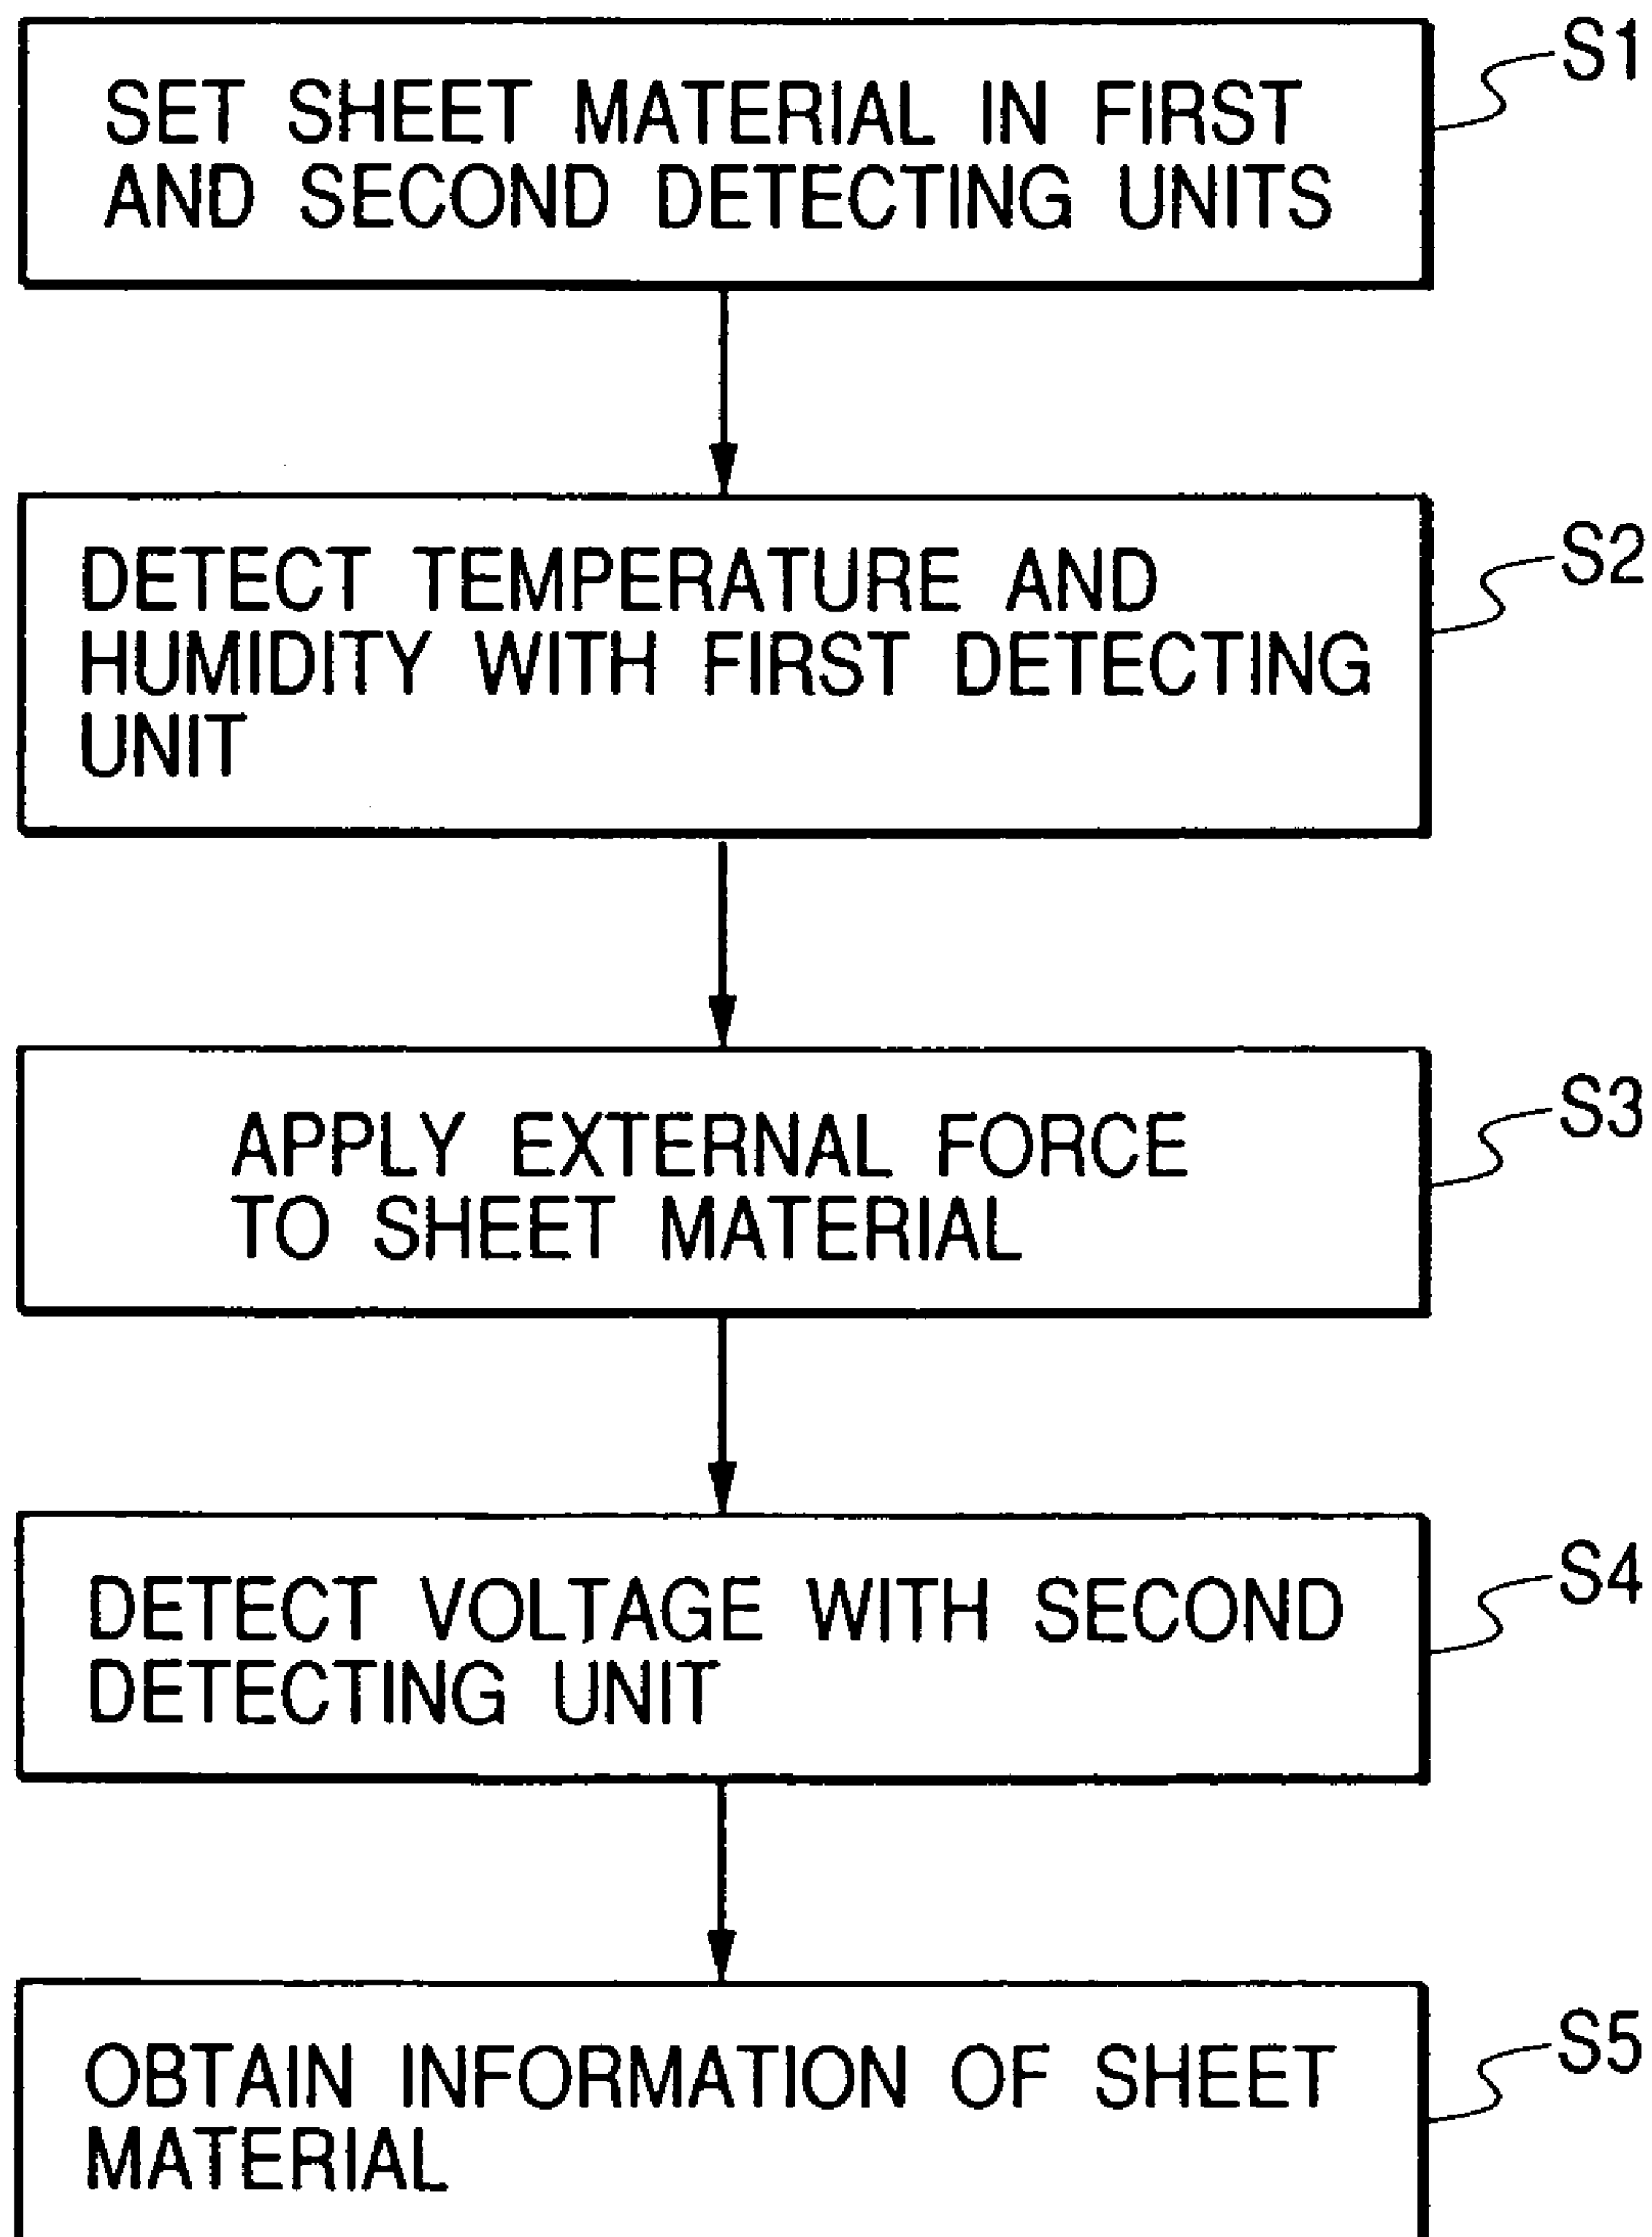 SET SHEET MATERIAL IN FIRST
AND SECOND DETECTING UNITS
S1
DETECT TEMPERATURE AND
HUMIDITY WITH FIRST DETECTING
UNIT
S2
APPLY EXTERNAL FORCE
TO SHEET MATERIAL
S3
DETECT VOLTAGE WITH SECOND
DETECTING UNIT
S4
OBTAIN INFORMATION OF SHEET
MATERIAL
S5